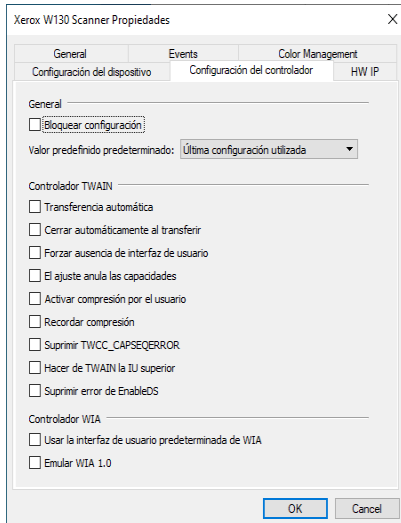 Xerox W130 Scanner Propiedades
General Events Color Management
Configuración del dispositivo Configuración del controlador HW IP
General
Bloquear configuración
Valor predefinido predeterminado: Última configuración utilizada
Controlador TWAIN
Transferencia automática
Cerrar automáticamente al transferir
Forzar ausencia de interfaz de usuario
El ajuste anula las capacidades
Activar compresión por el usuario
Recordar compresión
Suprimir TWCC_CAPSEQERROR
Hacer de TWAIN la IU superior
Suprimir error de EnableDS
Controlador WIA
Usar la interfaz de usuario predeterminada de WIA
Emular WIA 1.0
OK Cancel